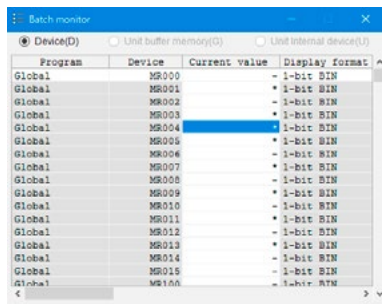 Batch monitor
Device(D) Unit buffer memory(G) Unit internal device(U)
Program Device Current value Display format
Global MR000 - 1-bit BIN
Global MR001 * 1-bit BIN
Global MR002 - 1-bit BIN
Global MR003 * 1-bit BIN
Global MR004 * 1-bit BIN
Global MR005 * 1-bit BIN
Global MR006 - 1-bit BIN
Global MR007 * 1-bit BIN
Global MR008 - 1-bit BIN
Global MR009 * 1-bit BIN
Global MR010 - 1-bit BIN
Global MR011 * 1-bit BIN
Global MR012 - 1-bit BIN
Global MR013 * 1-bit BIN
Global MR014 - 1-bit BIN
Global MR015 - 1-bit BIN
Global MR100 1-bit BIN